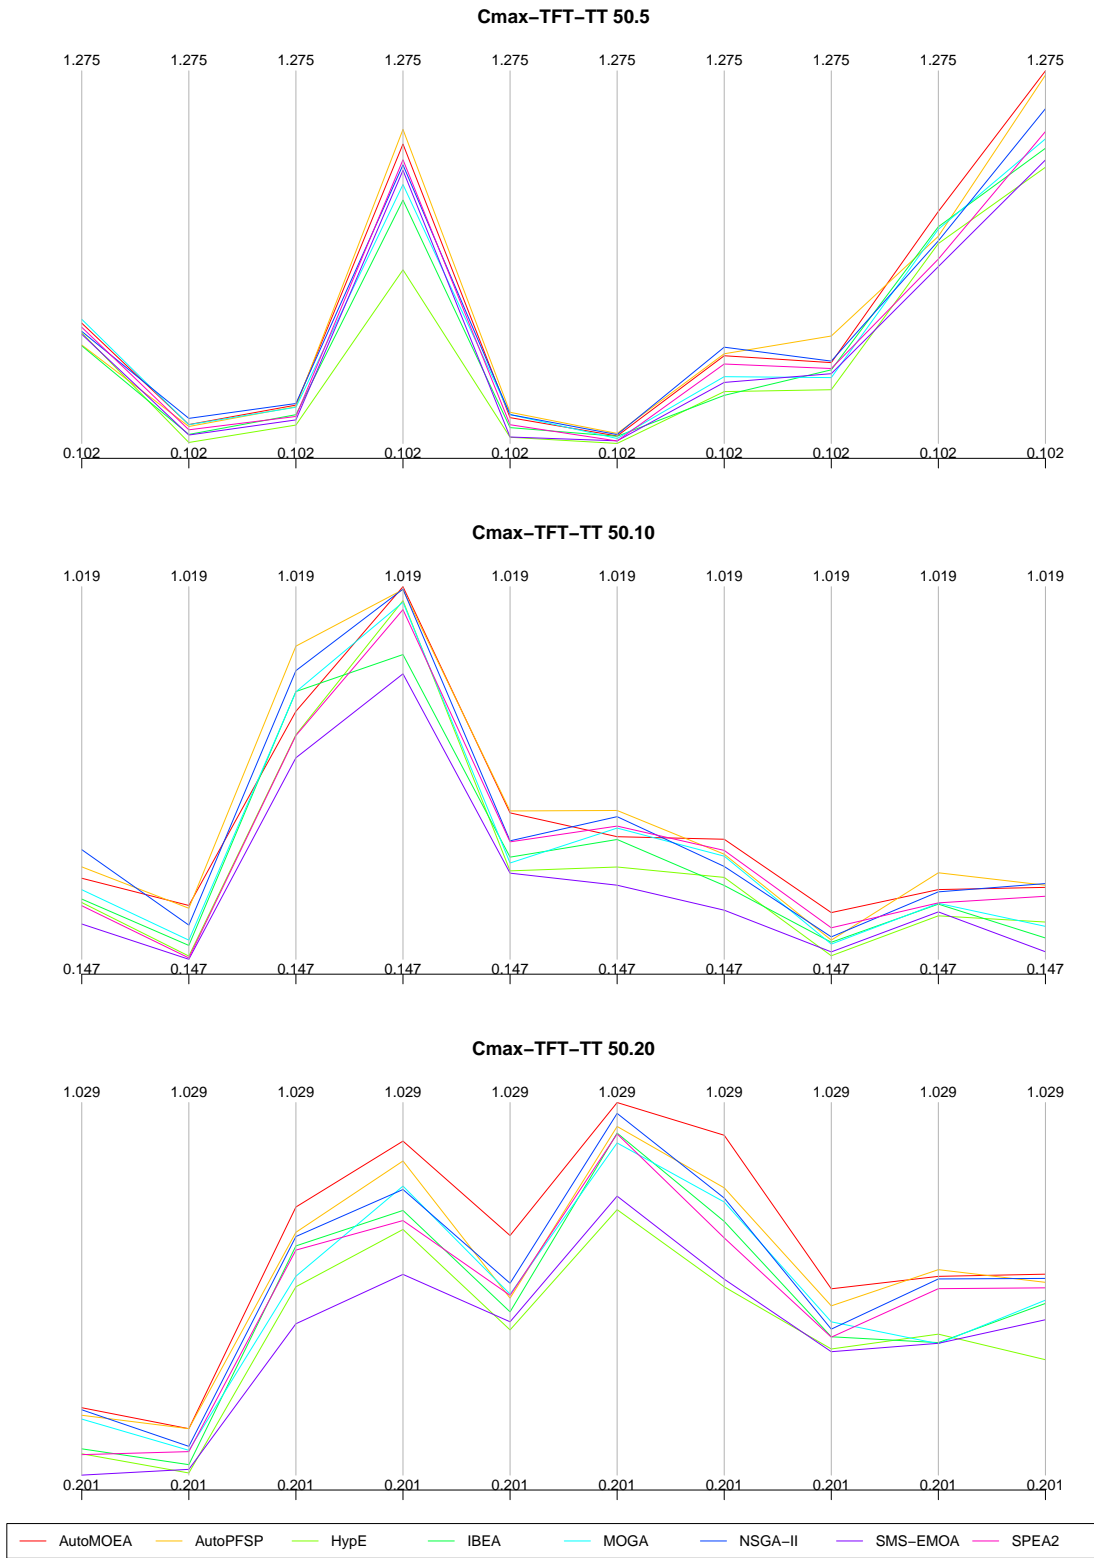 Cmax−TFT−TT 50.5
1.275 1.275 1.275 1.275 1.275 1.275 1.275 1.275 1.275 1.275
0.102 0.102 0.102 0.102 0.102 0.102 0.102 0.102 0.102 0.102
Cmax−TFT−TT 50.10
1.019 1.019 1.019 1.019 1.019 1.019 1.019 1.019 1.019 1.019
0.147 0.147 0.147 0.147 0.147 0.147 0.147 0.147 0.147 0.147
Cmax−TFT−TT 50.20
1.029 1.029 1.029 1.029 1.029 1.029 1.029 1.029 1.029 1.029
0.201 0.201 0.201 0.201 0.201 0.201 0.201 0.201 0.201 0.201
AutoMOEA AutoPFSP HypE IBEA MOGA NSGA−II SMS−EMOA SPEA2